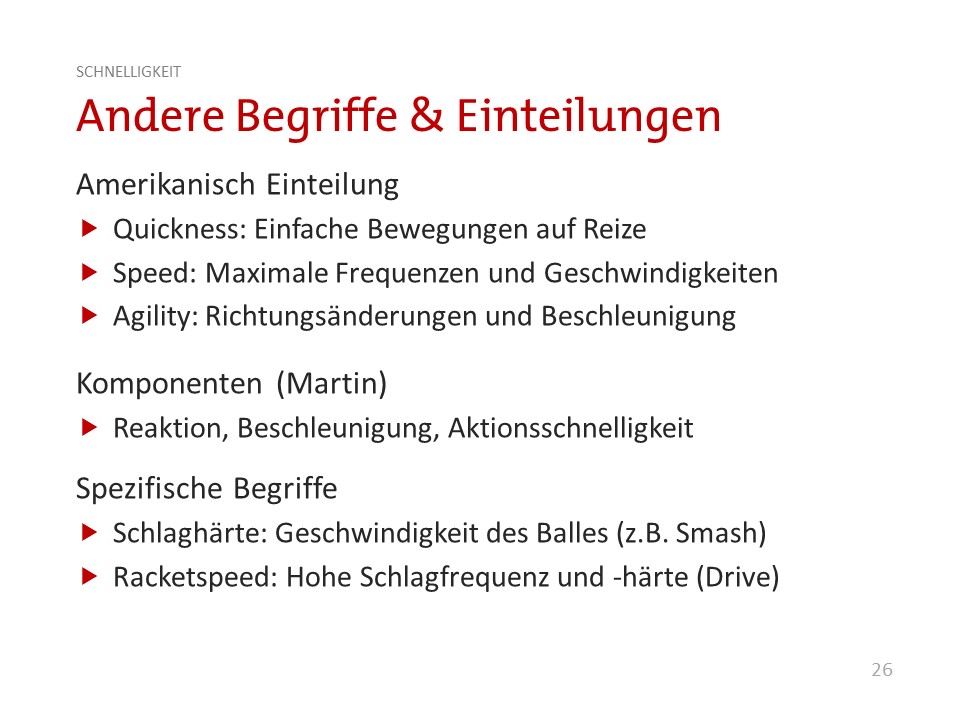 SCHNELLIGKEIT
Andere Begriffe & Einteilungen
Amerikanisch Einteilung
Quickness: Einfache Bewegungen auf Reize
Speed: Maximale Frequenzen und Geschwindigkeiten
Agility: Richtungsänderungen und Beschleunigung
Komponenten (Martin)
Reaktion, Beschleunigung, Aktionsschnelligkeit
Spezifische Begriffe
Schlaghärte: Geschwindigkeit des Balles (z.B. Smash)
Racketspeed: Hohe Schlagfrequenz und -härte (Drive)
26